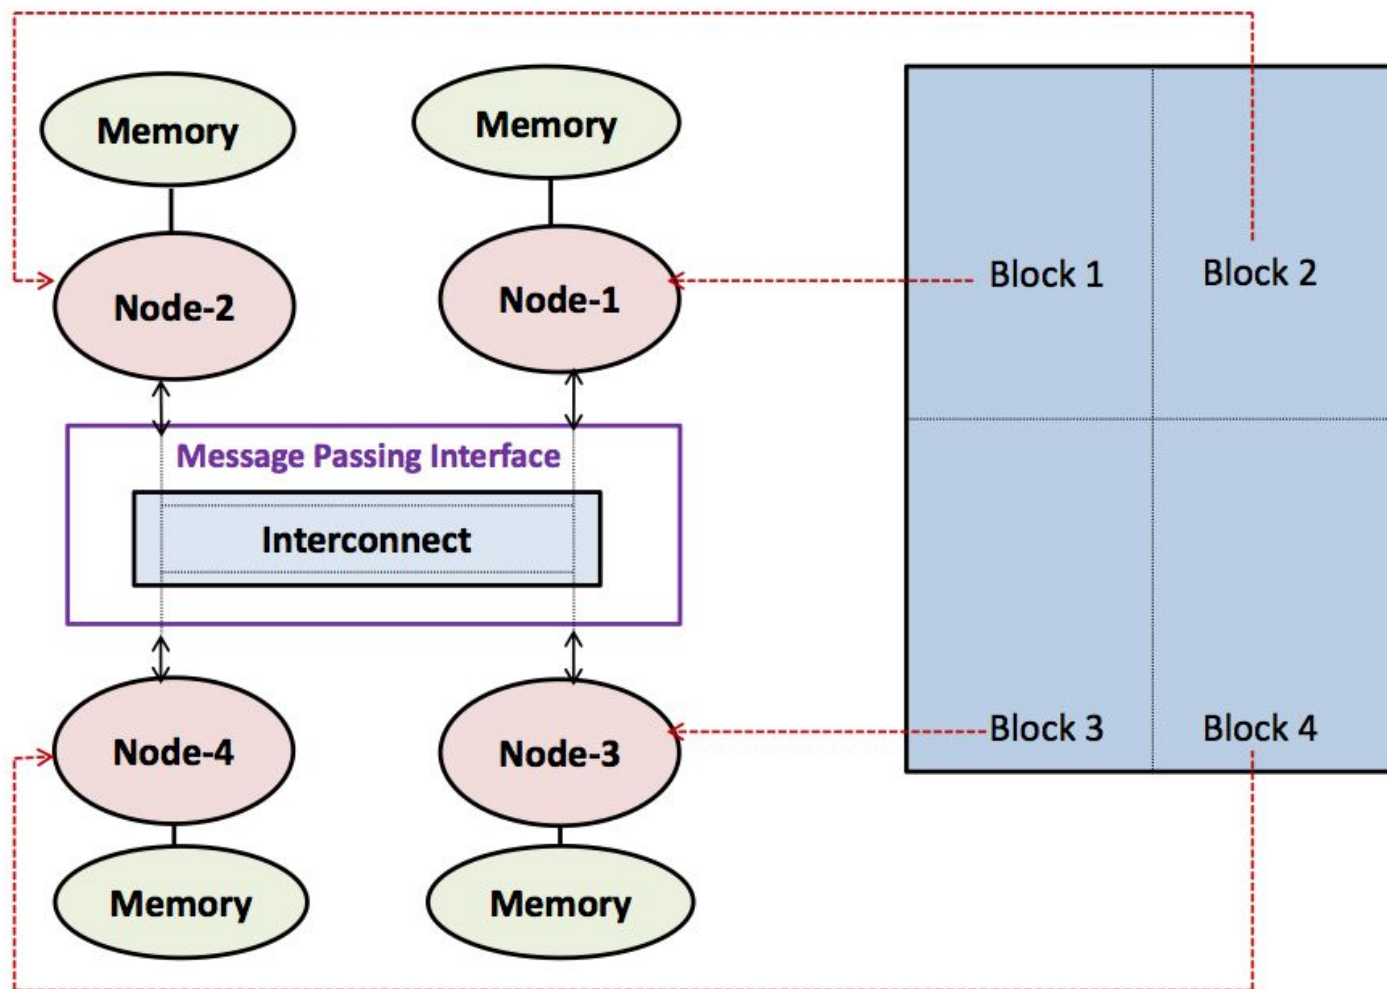 Memory
Memory
Node-2
Node-1
Block 1
Block 2
Message Passing Interface
Interconnect
Node-4
Node-3
Block 3
Block 4
Memory
Memory